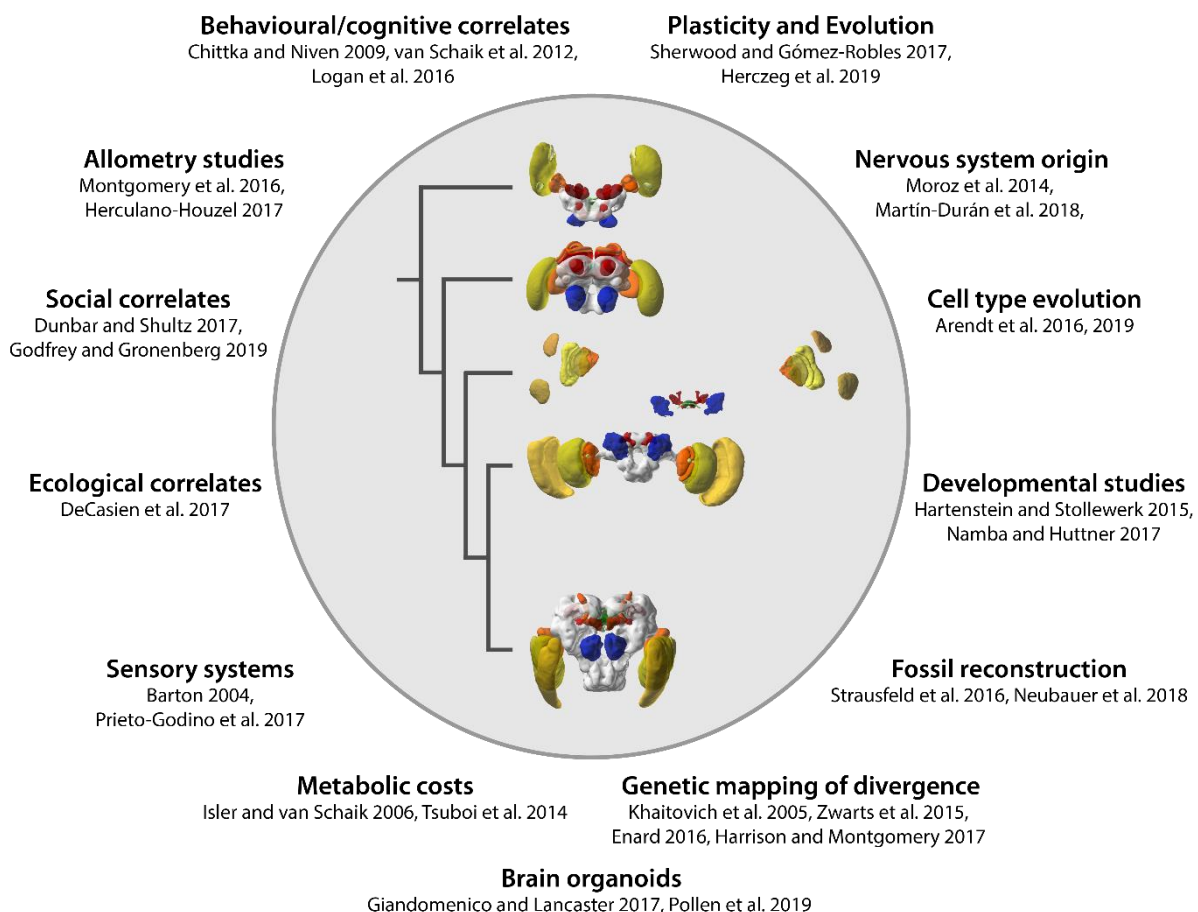 Behavioural/cognitive correlates
Chittka and Niven 2009, van Schaik et al. 2012,
Logan et al. 2016
Plasticity and Evolution
Sherwood and Gómez-Robles 2017,
Herczeg et al. 2019
Allometry studies
Montgomery et al. 2016,
Herculano-Houzel 2017
Nervous system origin
Moroz et al. 2014,
Martín-Durán et al. 2018,
Social correlates
Dunbar and Shultz 2017,
Godfrey and Gronenberg 2019
Cell type evolution
Arendt et al. 2016, 2019
Ecological correlates
DeCasien et al. 2017
Developmental studies
Hartenstein and Stollewerk 2015,
Namba and Huttner 2017
Sensory systems
Barton 2004,
Prieto-Godino et al. 2017
Fossil reconstruction
Strausfeld et al. 2016, Neubauer et al. 2018
Metabolic costs
Isler and van Schaik 2006, Tsuboi et al. 2014
Genetic mapping of divergence
Khaitovich et al. 2005, Zwarts et al. 2015,
Enard 2016, Harrison and Montgomery 2017
Brain organoids
Giandomenico and Lancaster 2017, Pollen et al. 2019